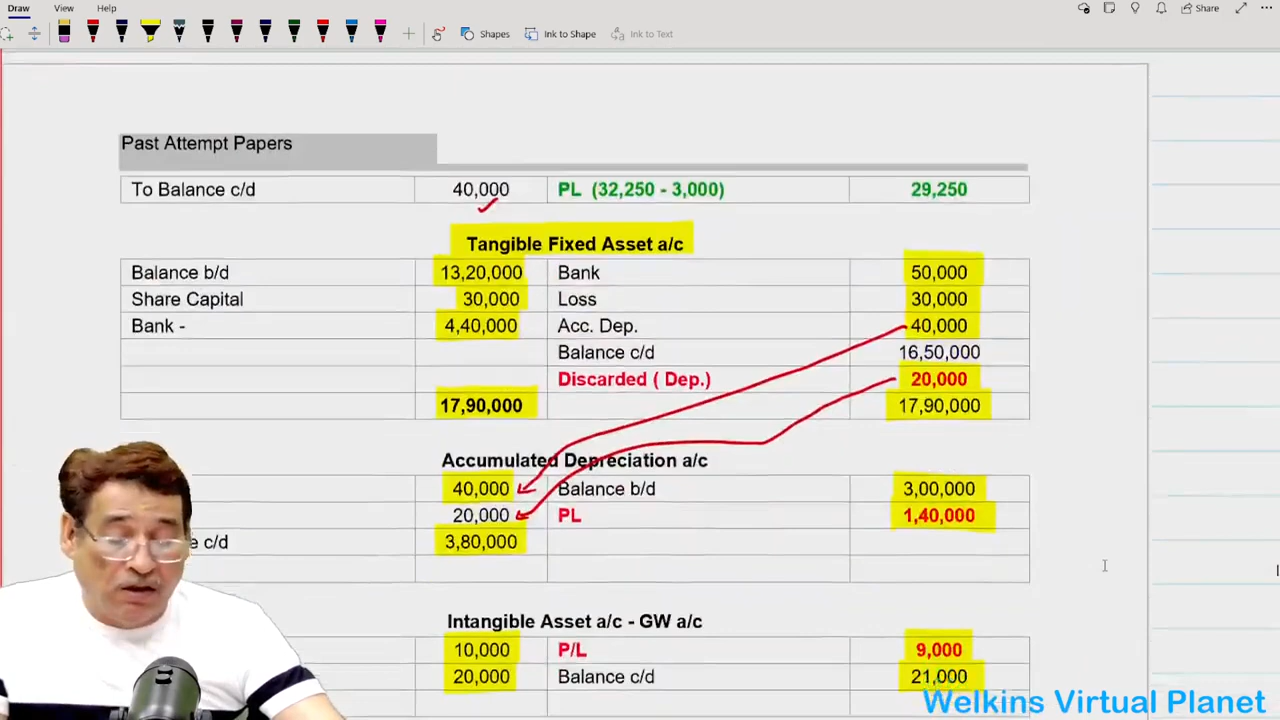 Draw View Help Share
Shapes Ink to Shape Ink to Text
Past Attempt Papers
To Balance c/d 40,000 PL (32,250 - 3,000) 29,250
Tangible Fixed Asset a/c
Balance b/d 13,20,000 Bank 50,000
Share Capital 30,000 Loss 30,000
Bank - 4,40,000 Acc. Dep. 40,000
Balance c/d 16,50,000
Discarded ( Dep.) 20,000
17,90,000 17,90,000
Accumulated Depreciation a/c
40,000 Balance b/d 3,00,000
20,000 PL 1,40,000
c/d 3,80,000
Intangible Asset a/c - GW a/c
10,000 P/L 9,000
20,000 Balance c/d 21,000
Welkins Virtual Planet